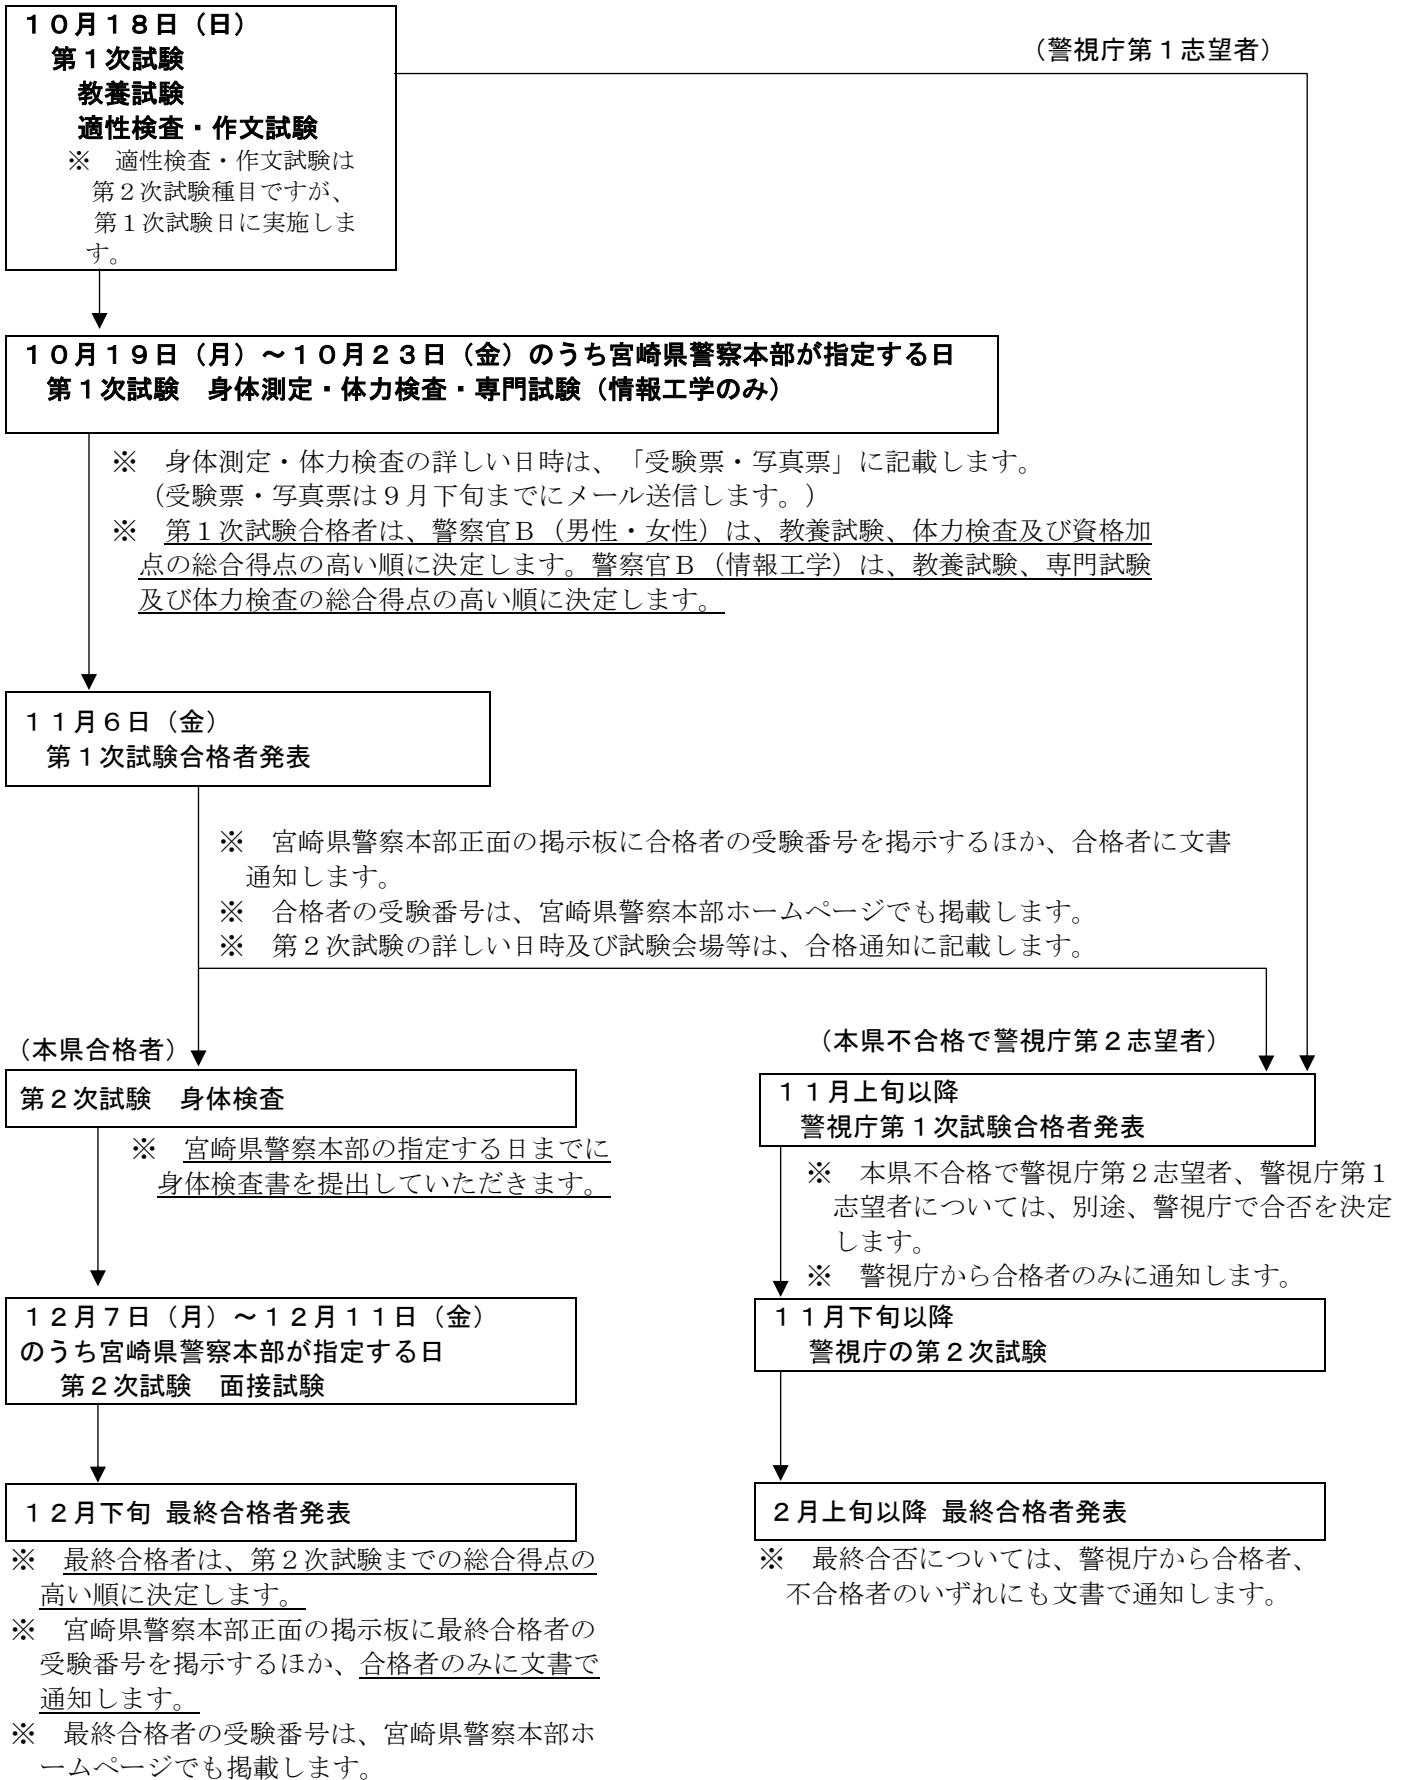 １０月１８日（日）
第１次試験
教養試験
適性検査・作文試験
※　適性検査・作文試験は
第２次試験種目ですが、
第１次試験日に実施しま
す。
（警視庁第１志望者）
１０月１９日（月）～１０月２３日（金）のうち宮崎県警察本部が指定する日
第１次試験　身体測定・体力検査・専門試験（情報工学のみ）
※　身体測定・体力検査の詳しい日時は、「受験票・写真票」に記載します。
（受験票・写真票は９月下旬までにメール送信します。）
※　第１次試験合格者は、警察官Ｂ（男性・女性）は、教養試験、体力検査及び資格加
点の総合得点の高い順に決定します。警察官Ｂ（情報工学）は、教養試験、専門試験
及び体力検査の総合得点の高い順に決定します。
１１月６日（金）
第１次試験合格者発表
※　宮崎県警察本部正面の掲示板に合格者の受験番号を掲示するほか、合格者に文書
通知します。
※　合格者の受験番号は、宮崎県警察本部ホームページでも掲載します。
※　第２次試験の詳しい日時及び試験会場等は、合格通知に記載します。
（本県合格者）
第２次試験　身体検査
※　宮崎県警察本部の指定する日までに
身体検査書を提出していただきます。
１２月７日（月）～１２月１１日（金）
のうち宮崎県警察本部が指定する日
第２次試験　面接試験
１２月下旬 最終合格者発表
※　最終合格者は、第２次試験までの総合得点の
高い順に決定します。
※　宮崎県警察本部正面の掲示板に最終合格者の
受験番号を掲示するほか、合格者のみに文書で
通知します。
※　最終合格者の受験番号は、宮崎県警察本部ホ
ームページでも掲載します。
（本県不合格で警視庁第２志望者）
１１月上旬以降
警視庁第１次試験合格者発表
※　本県不合格で警視庁第２志望者、警視庁第１
志望者については、別途、警視庁で合否を決定
します。
※　警視庁から合格者のみに通知します。
１１月下旬以降
警視庁の第２次試験
２月上旬以降 最終合格者発表
※　最終合否については、警視庁から合格者、
不合格者のいずれにも文書で通知します。